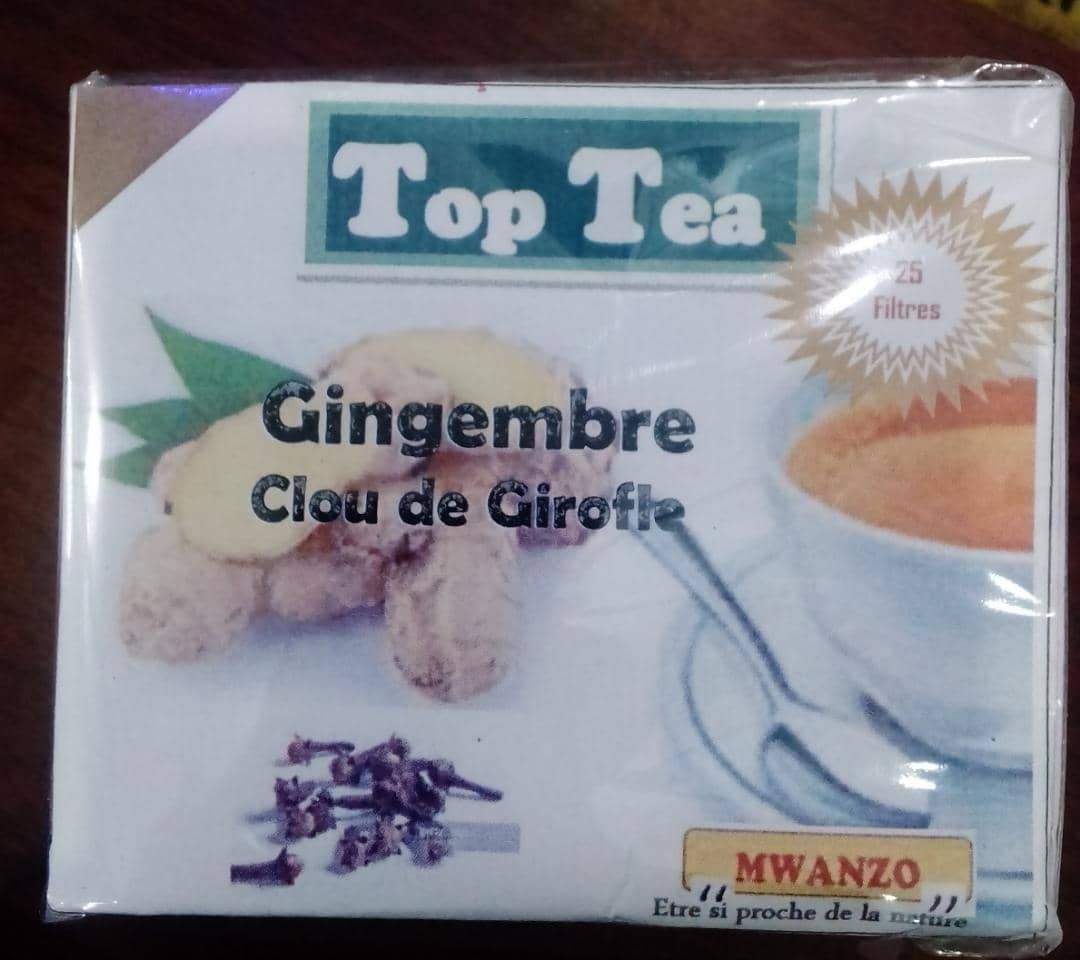 Top Tea
25
Filtres
Gingembre
Clou de Girofle
MWANZO
"Etre si proche de la nature"